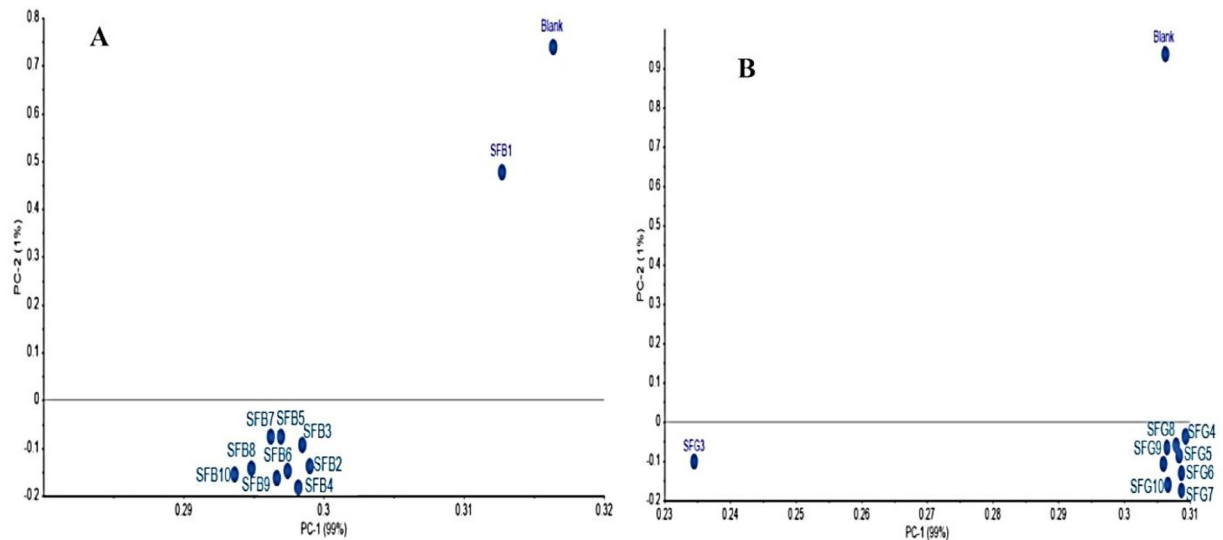 A
0.8
0.7
0.6
0.5
0.4
0.3
0.2
0.1
0
-0.1
-0.2
PC-2 (1%)
Blank
SFB1
SFB7 SFB5
SFB3
SFB8 SFB6
SFB2
SFB10
SFB9
SFB4
0.29 0.3 0.31 0.32
PC-1 (99%)
B
0.9
0.8
0.7
0.6
0.5
0.4
0.3
0.2
0.1
0
-0.1
-0.2
PC-2 (1%)
Blank
SFG3
SFG8 SFG4
SFG9 SFG5
SFG6
SFG10 SFG7
0.23 0.24 0.25 0.26 0.27 0.28 0.29 0.3 0.31
PC-1 (99%)